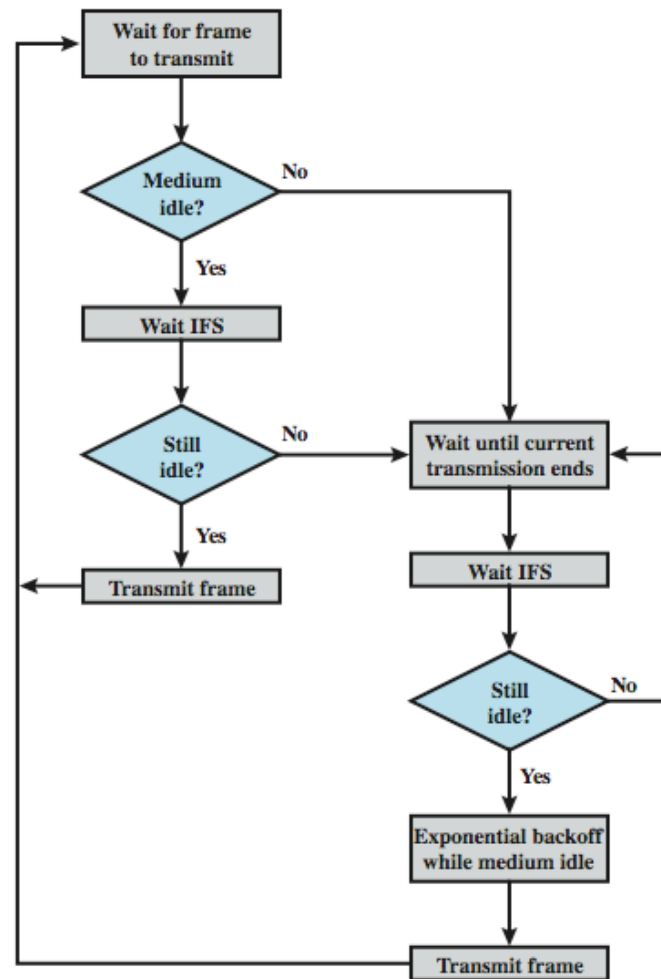 Wait for frame
to transmit
Medium
idle?
No
Yes
Wait IFS
Still
idle?
No
Yes
Transmit frame
Wait until current
transmission ends
Wait IFS
Still
idle?
No
Yes
Exponential backoff
while medium idle
Transmit frame